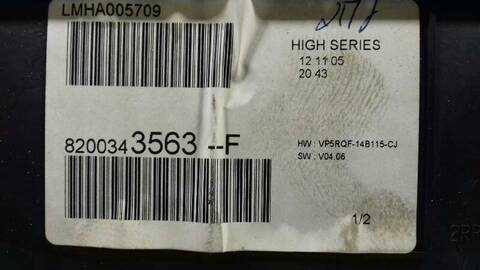 LMHA005709
HIGH SERIES
12 11 05
20 43
8200343563--F
HW : VP5RQF-14B115-CJ
SW : V04.06
1/2